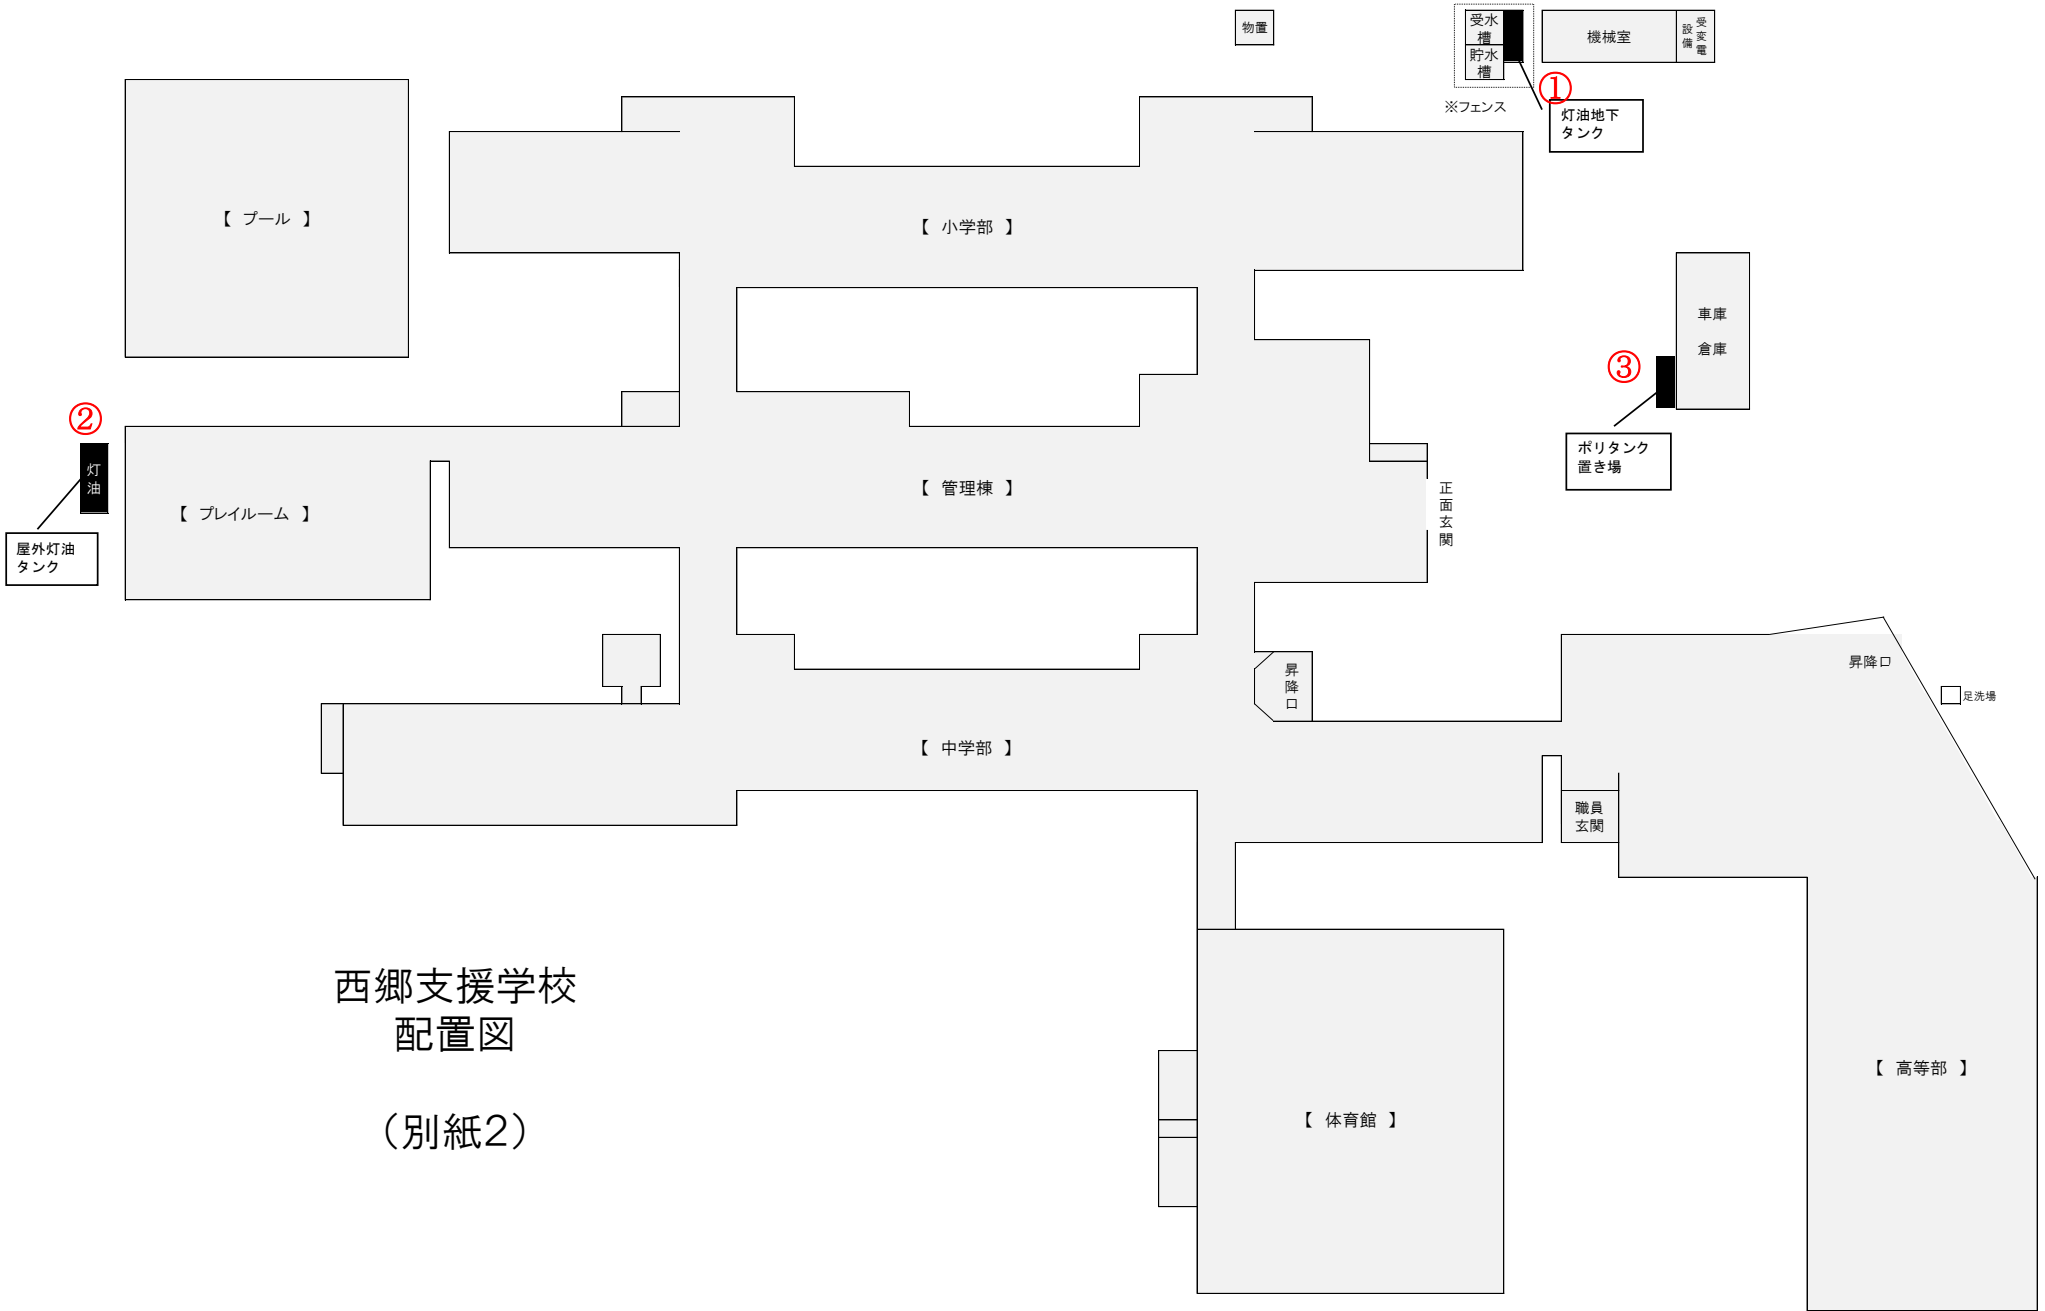 物置
受水
槽
貯水
槽
機械室
受変電
設備
①
※フェンス
灯油地下
タンク
【 プール 】
【 小学部 】
車庫
倉庫
③
②
灯油
ポリタンク
置き場
【 管理棟 】
正面玄関
【 プレイルーム 】
屋外灯油
タンク
昇降口
昇降口
足洗場
【 中学部 】
職員
玄関
西郷支援学校
配置図
(別紙2)
【 高等部 】
【 体育館 】